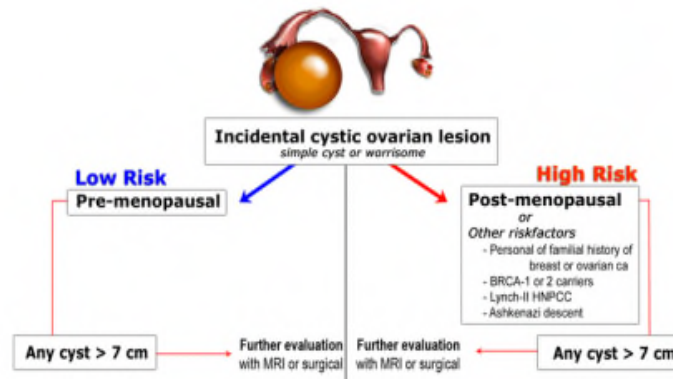 Incidental cystic ovarian lesion
simple cyst or worrisome
Low Risk
Pre-menopausal
High Risk
Post-menopausal
or
Other riskfactors
- Personal of familial history of
breast or ovarian ca
- BRCA-1 or 2 carriers
- Lynch-II HNPCC
- Ashkenazi descent
Any cyst > 7 cm
Further evaluation
with MRI or surgical
Further evaluation
with MRI or surgical
Any cyst > 7 cm